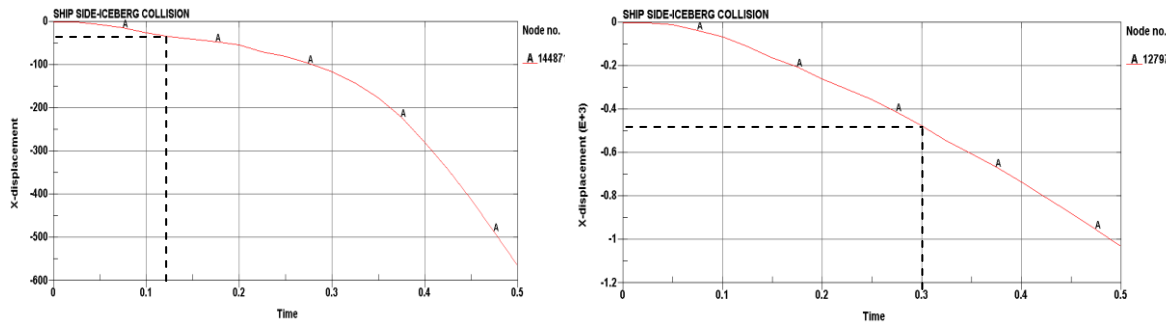 SHIP SIDE-ICEBERG COLLISION
0
-100
-200
-300
-400
-500
-600
X-displacement
0
0.1
0.2
0.3
0.4
0.5
Time
A
A
A
A
A
Node no.
A 14487
SHIP SIDE-ICEBERG COLLISION
-0
-0.2
-0.4
-0.6
-0.8
-1
-1.2
X-displacement (E+3)
0
0.1
0.2
0.3
0.4
0.5
Time
A
A
A
A
A
Node no.
A 12797